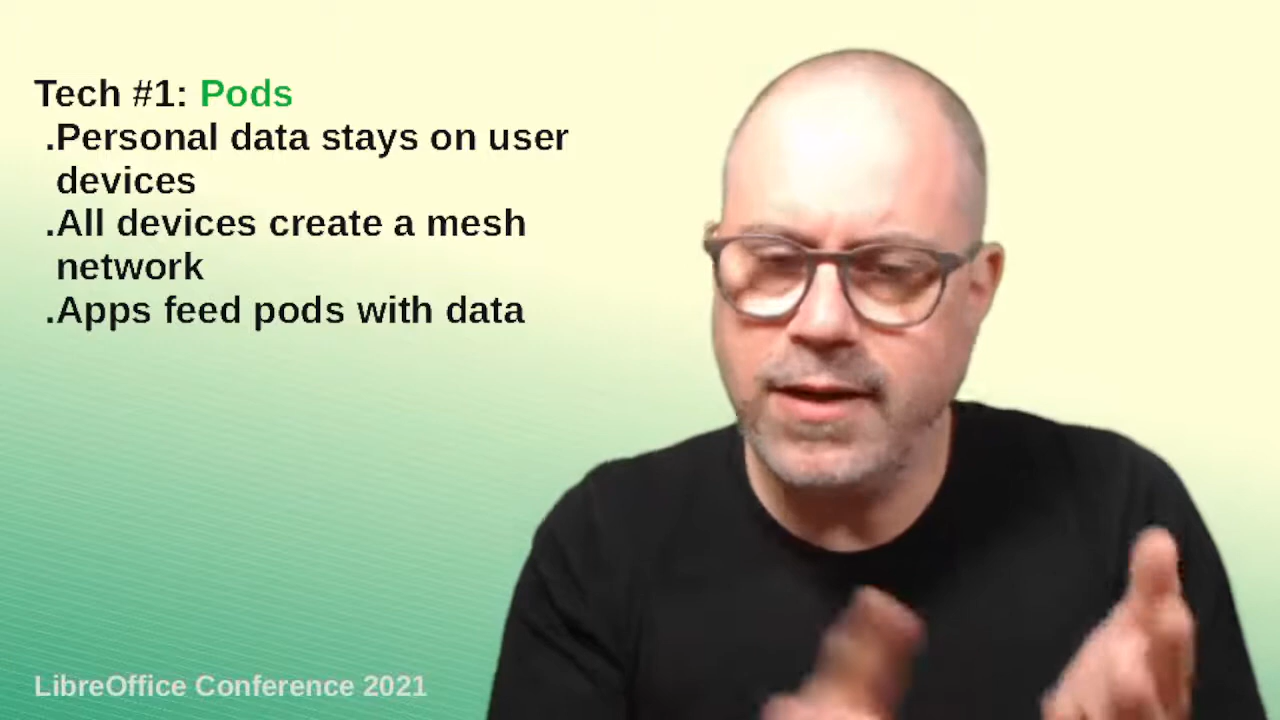 Tech #1: Pods
.Personal data stays on user
devices
.All devices create a mesh
network
.Apps feed pods with data
LibreOffice Conference 2021